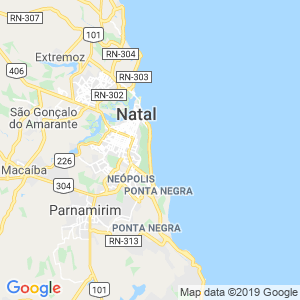 RN-307
101
RN-304
Extremoz
406
RN-303
RN-302
Natal
São Gonçalo
do Amarante
226
Macaíba
304
NEÓPOLIS
PONTA NEGRA
Parnamirim
PONTA NEGRA
RN-313
101
Google
Map data ©2019 Google